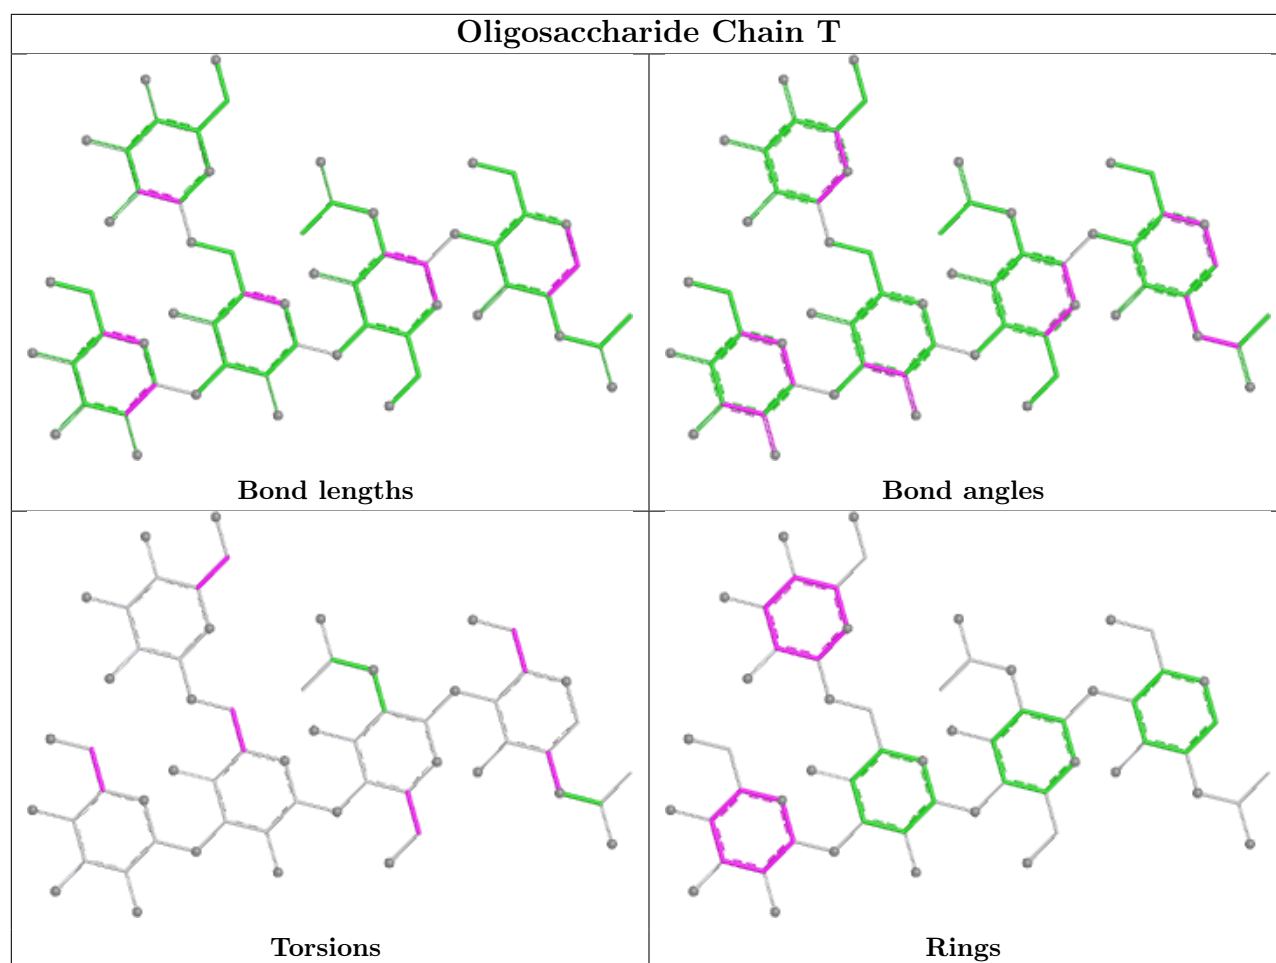 Oligosaccharide Chain T
Bond lengths
Bond angles
Torsions
Rings